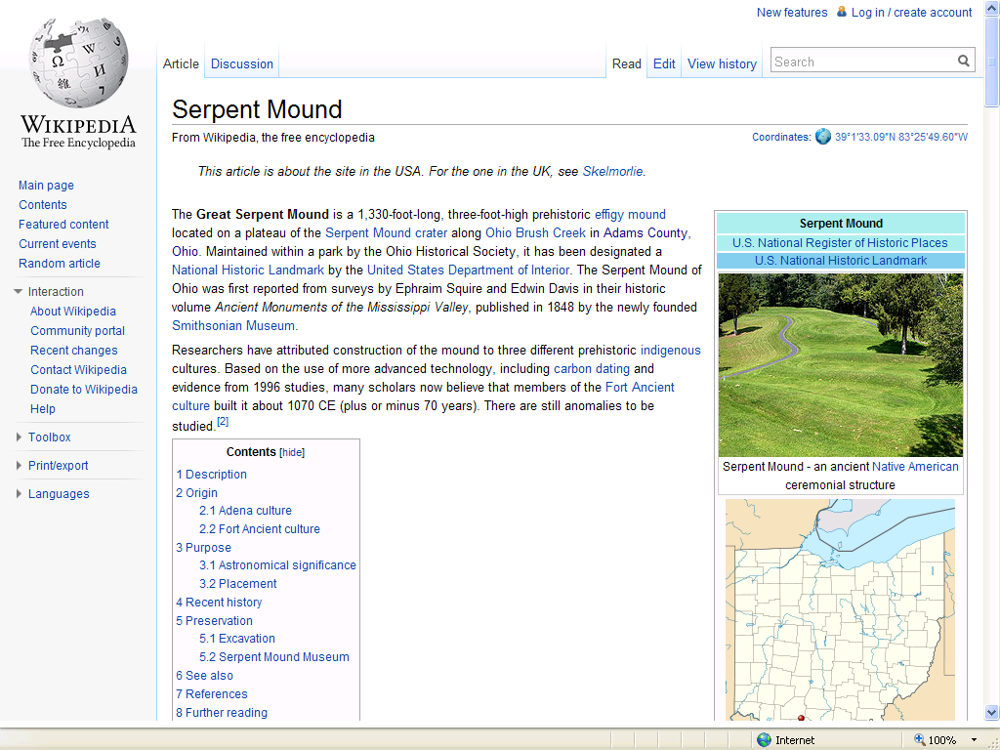 New features Log in / create account
Article Discussion Read Edit View history Search
WIKIPEDIA
The Free Encyclopedia
Main page
Contents
Featured content
Current events
Random article
Interaction
About Wikipedia
Community portal
Recent changes
Contact Wikipedia
Donate to Wikipedia
Help
Toolbox
Print/export
Languages
Serpent Mound
From Wikipedia, the free encyclopedia
Coordinates: 39°1′33.09″N 83°25′49.60″W
This article is about the site in the USA. For the one in the UK, see Skelmorlie.
The Great Serpent Mound is a 1,330-foot-long, three-foot-high prehistoric effigy mound
located on a plateau of the Serpent Mound crater along Ohio Brush Creek in Adams County,
Ohio. Maintained within a park by the Ohio Historical Society, it has been designated a
National Historic Landmark by the United States Department of Interior. The Serpent Mound of
Ohio was first reported from surveys by Ephraim Squire and Edwin Davis in their historic
volume Ancient Monuments of the Mississippi Valley, published in 1848 by the newly founded
Smithsonian Museum.
Researchers have attributed construction of the mound to three different prehistoric indigenous
cultures. Based on the use of more advanced technology, including carbon dating and
evidence from 1996 studies, many scholars now believe that members of the Fort Ancient
culture built it about 1070 CE (plus or minus 70 years). There are still anomalies to be
studied.[2]
Contents [hide]
1 Description
2 Origin
2.1 Adena culture
2.2 Fort Ancient culture
3 Purpose
3.1 Astronomical significance
3.2 Placement
4 Recent history
5 Preservation
5.1 Excavation
5.2 Serpent Mound Museum
6 See also
7 References
8 Further reading
Serpent Mound
U.S. National Register of Historic Places
U.S. National Historic Landmark
Serpent Mound - an ancient Native American
ceremonial structure
Internet 100%